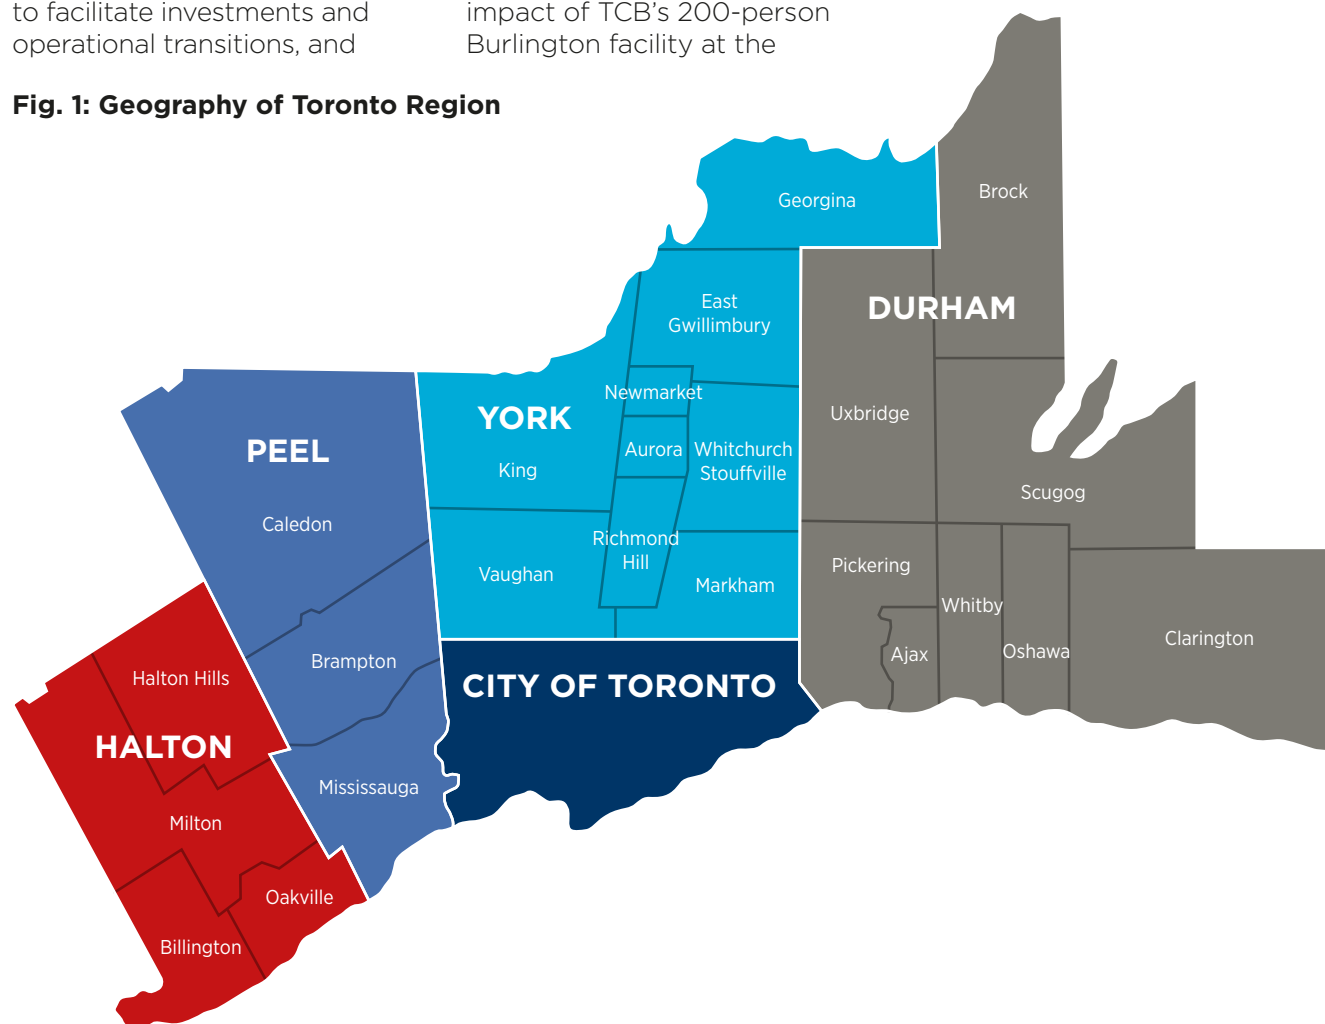 to facilitate investments and
operational transitions, and
impact of TCB's 200-person
Burlington facility at the
Fig. 1: Geography of Toronto Region
Georgina
Brock
East
Gwillimbury
DURHAM
Newmarket
YORK
Uxbridge
PEEL
Aurora
Whitchurch
Stouffville
King
Scugog
Caledon
Richmond
Hill
Vaughan
Markham
Pickering
Whitby
Clarington
Ajax
Oshawa
Brampton
Halton Hills
CITY OF TORONTO
HALTON
Mississauga
Milton
Oakville
Billington